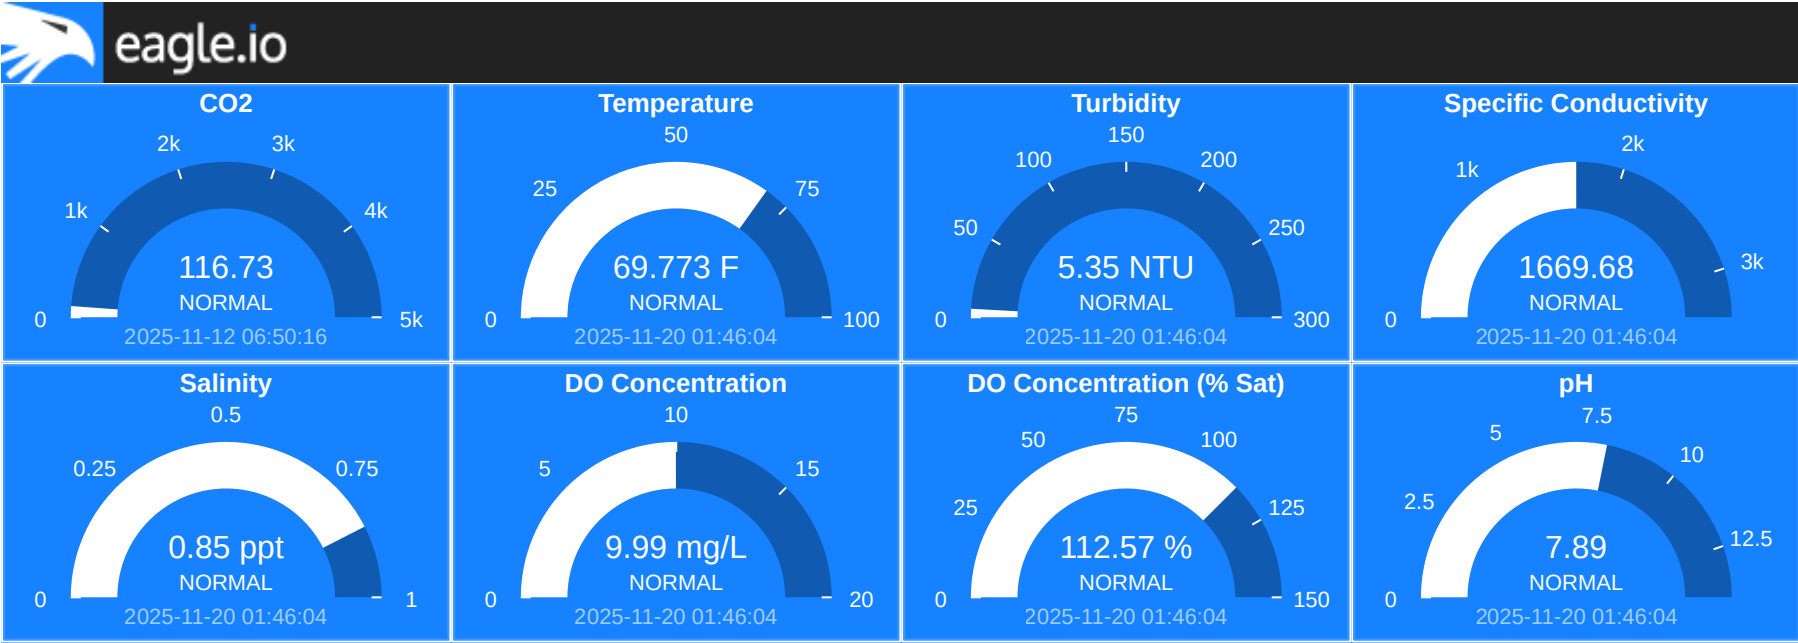 eagle.io
CO2
2k 3k
1k 4k
116.73
NORMAL
0 5k
2025-11-12 06:50:16
Temperature
50
25 75
69.773 F
NORMAL
0 100
2025-11-20 01:46:04
Turbidity
150
100 200
50 250
5.35 NTU
NORMAL
0 300
2025-11-20 01:46:04
Specific Conductivity
2k
1k
3k
1669.68
NORMAL
0
2025-11-20 01:46:04
Salinity
0.5
0.25 0.75
0.85 ppt
NORMAL
0 1
2025-11-20 01:46:04
DO Concentration
10
5 15
9.99 mg/L
NORMAL
0 20
2025-11-20 01:46:04
DO Concentration (% Sat)
75
50 100
25 125
112.57 %
NORMAL
0 150
2025-11-20 01:46:04
pH
7.5
5 10
2.5 12.5
7.89
NORMAL
0
2025-11-20 01:46:04